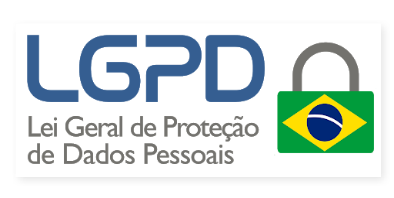 LGPD
Lei Geral de Proteção
de Dados Pessoais